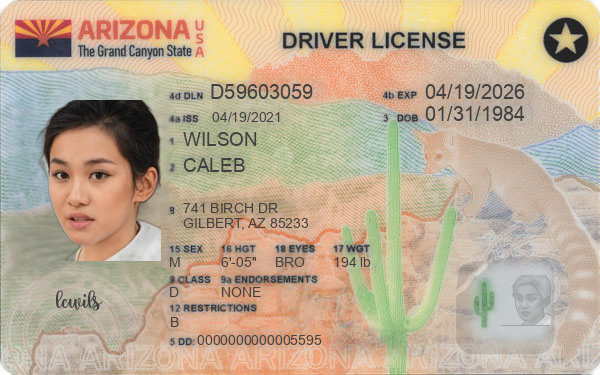 ARIZONA USA
The Grand Canyon State
DRIVER LICENSE
4d DLN D59603059
4b EXP 04/19/2026
4a ISS 04/19/2021
3 DOB 01/31/1984
1 WILSON
2 CALEB
8 741 BIRCH DR
GILBERT, AZ 85233
15 SEX 16 HGT 18 EYES 17 WGT
M 6'-05" BRO 194 lb
9 CLASS 9a ENDORSEMENTS
D NONE
12 RESTRICTIONS
B
5 DD: 0000000000005595
ARIZONA ARIZONA ARIZONA ARIZONA